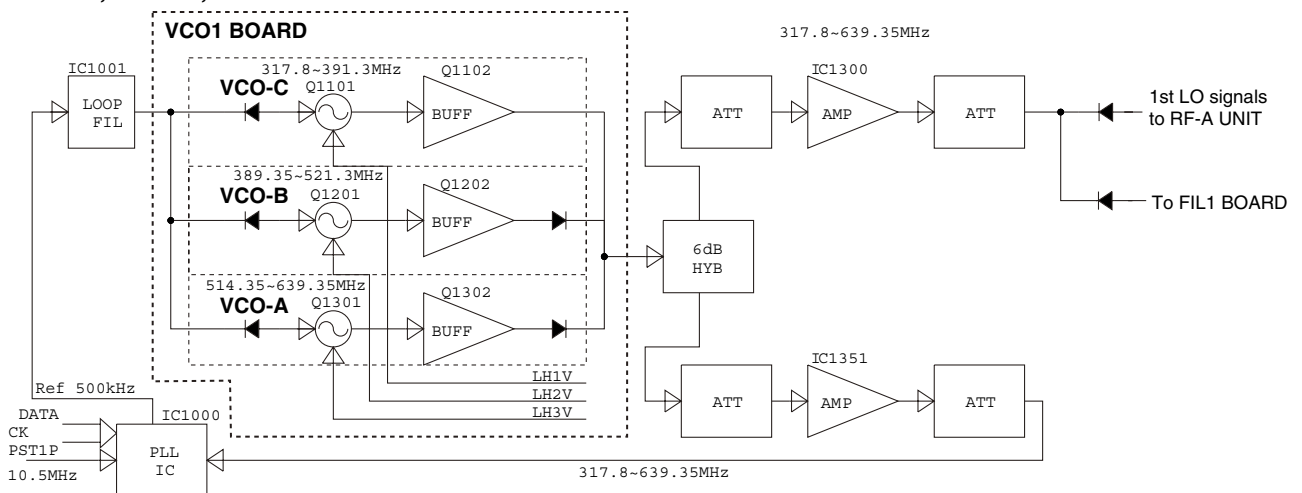 VCO1 BOARD
317.8~639.35MHz
IC1001
LOOP
FIL
317.8~391.3MHz
VCO-C
Q1101
Q1102
BUFF
IC1300
ATT
AMP
ATT
1st LO signals
to RF-A UNIT
389.35~521.3MHz
VCO-B
Q1201
Q1202
BUFF
To FIL1 BOARD
6dB
HYB
514.35~639.35MHz
VCO-A
Q1301
Q1302
BUFF
IC1351
ATT
AMP
ATT
LH1V
LH2V
LH3V
Ref 500kHz
DATA
CK
PST1P
10.5MHz
IC1000
PLL
IC
317.8~639.35MHz